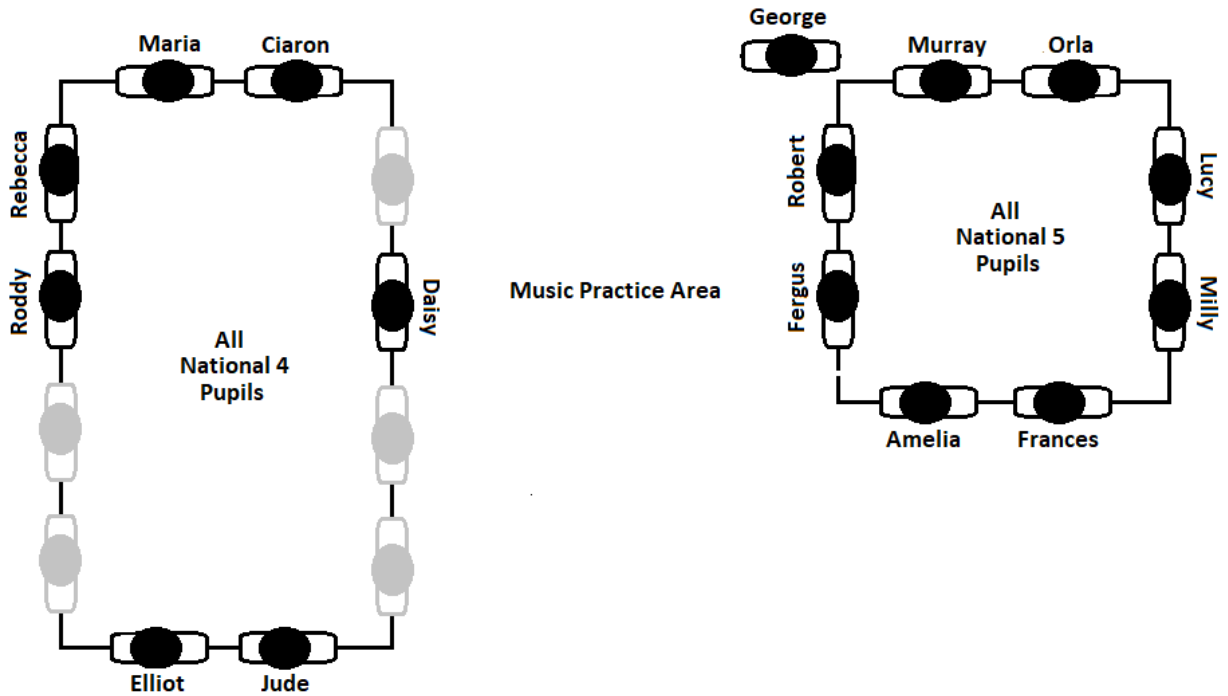 Maria
Ciaron
Rebecca
Roddy
Daisy
All
National 4
Pupils
Elliot
Jude
Music Practice Area
George
Murray
Orla
Robert
Fergus
Lucy
Milly
All
National 5
Pupils
Amelia
Frances